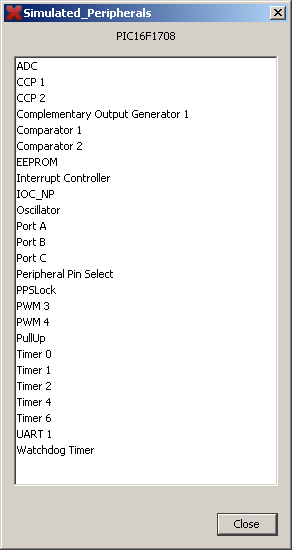 Simulated_Peripherals
PIC16F1708
ADC
CCP 1
CCP 2
Complementary Output Generator 1
Comparator 1
Comparator 2
EEPROM
Interrupt Controller
IOC_NP
Oscillator
Port A
Port B
Port C
Peripheral Pin Select
PPSLock
PWM 3
PWM 4
PullUp
Timer 0
Timer 1
Timer 2
Timer 4
Timer 6
UART 1
Watchdog Timer
Close